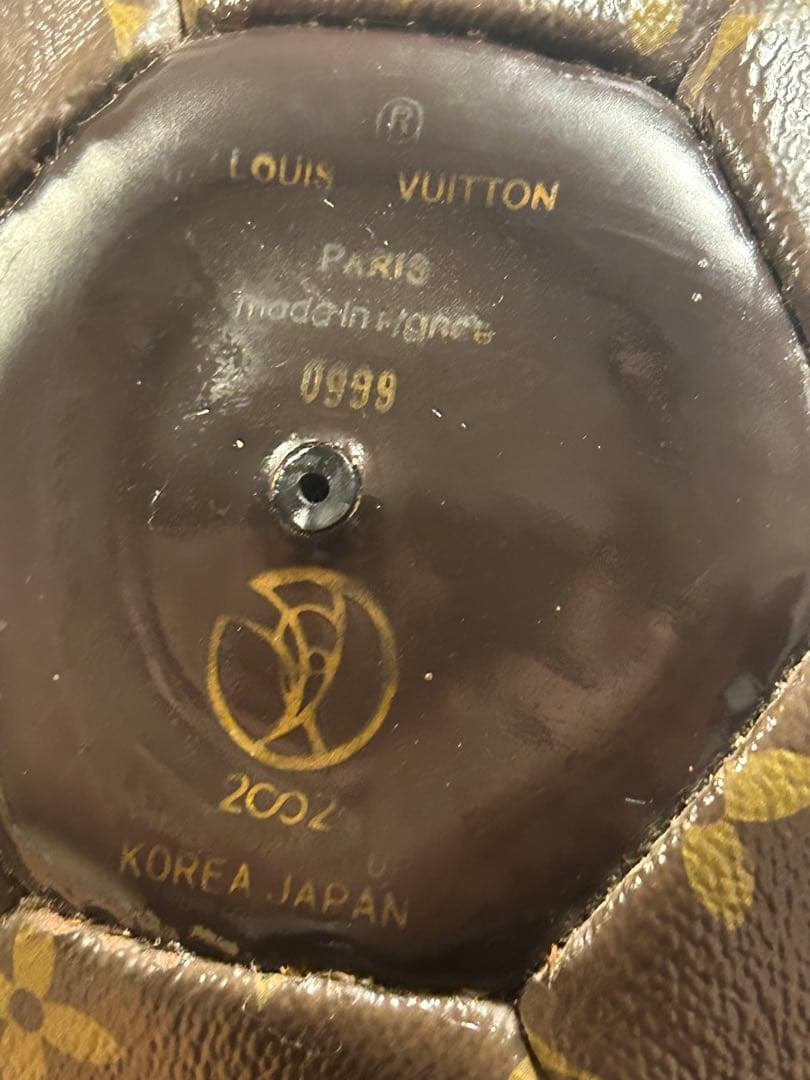 ®
LOUIS VUITTON
PARIS
made in France
0999
2002
KOREA JAPAN